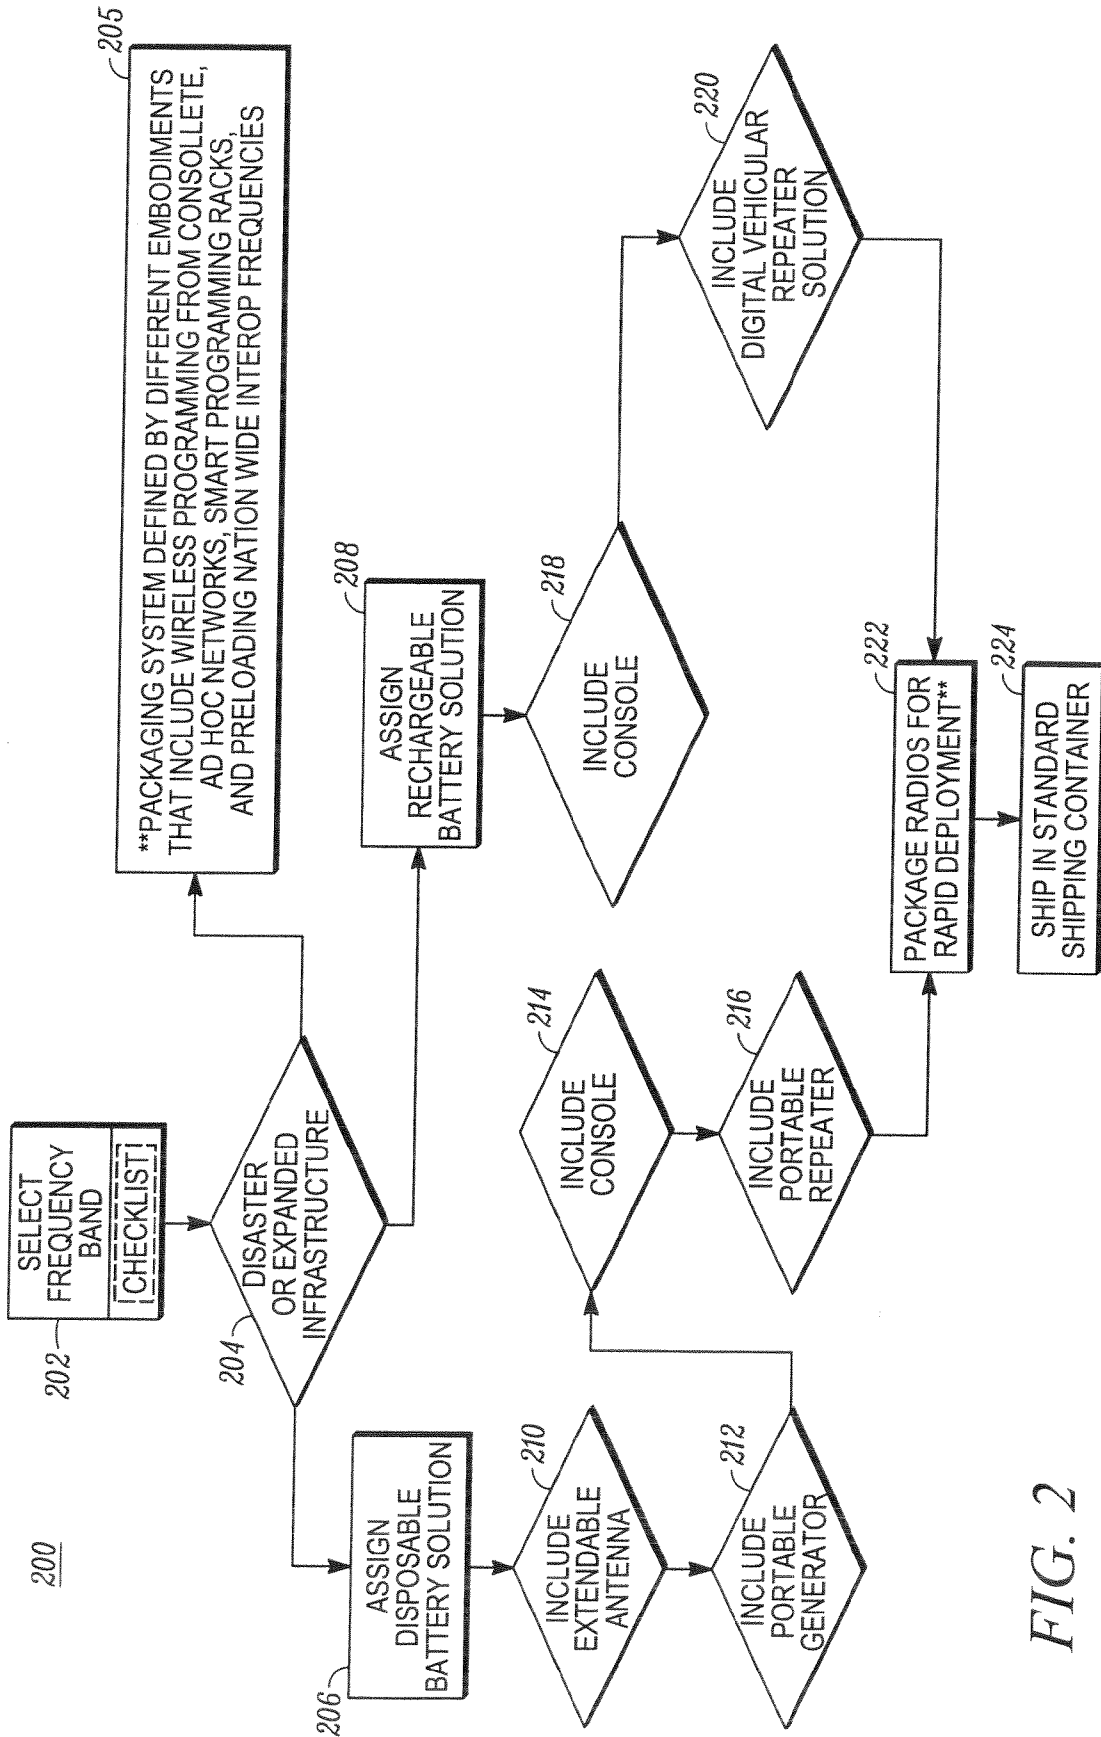 200
202
SELECT
FREQUENCY
BAND
CHECKLIST
204
DISASTER
OR EXPANDED
INFRASTRUCTURE
205
**PACKAGING SYSTEM DEFINED BY DIFFERENT EMBODIMENTS
THAT INCLUDE WIRELESS PROGRAMMING FROM CONSOLLETE,
AD HOC NETWORKS, SMART PROGRAMMING RACKS,
AND PRELOADING NATION WIDE INTEROP FREQUENCIES
206
ASSIGN
DISPOSABLE
BATTERY SOLUTION
208
ASSIGN
RECHARGEABLE
BATTERY SOLUTION
210
INCLUDE
EXTENDABLE
ANTENNA
212
INCLUDE
PORTABLE
GENERATOR
214
INCLUDE
CONSOLE
216
INCLUDE
PORTABLE
REPEATER
218
INCLUDE
CONSOLE
220
INCLUDE
DIGITAL VEHICULAR
REPEATER
SOLUTION
222
PACKAGE RADIOS FOR
RAPID DEPLOYMENT**
224
SHIP IN STANDARD
SHIPPING CONTAINER
FIG. 2